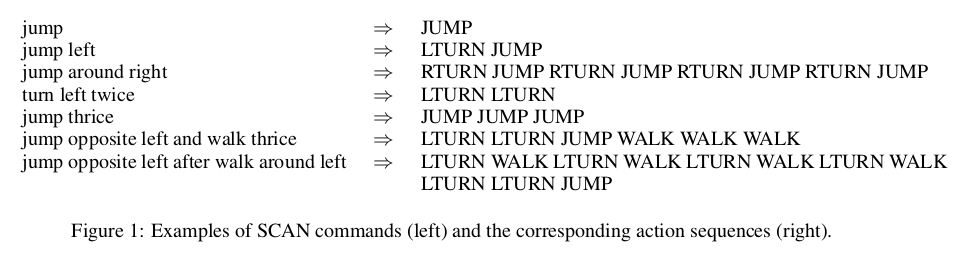 jump ⇒ JUMP
jump left ⇒ LTURN JUMP
jump around right ⇒ RTURN JUMP RTURN JUMP RTURN JUMP RTURN JUMP
turn left twice ⇒ LTURN LTURN
jump thrice ⇒ JUMP JUMP JUMP
jump opposite left and walk thrice ⇒ LTURN LTURN JUMP WALK WALK WALK
jump opposite left after walk around left ⇒ LTURN WALK LTURN WALK LTURN WALK LTURN WALK
LTURN LTURN JUMP
Figure 1: Examples of SCAN commands (left) and the corresponding action sequences (right).